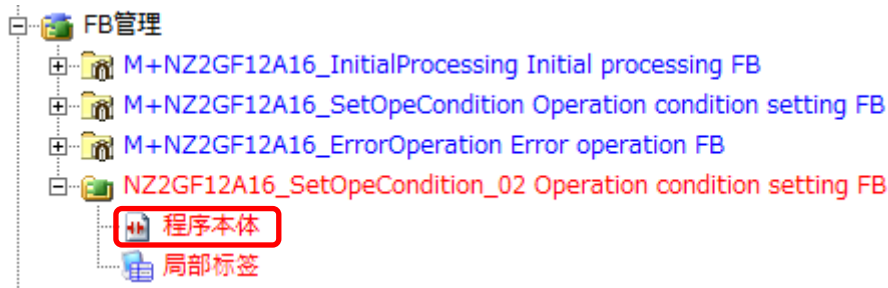 FB管理
M+NZ2GF12A16_InitialProcessing Initial processing FB
M+NZ2GF12A16_SetOpeCondition Operation condition setting FB
M+NZ2GF12A16_ErrorOperation Error operation FB
NZ2GF12A16_SetOpeCondition_02 Operation condition setting FB
程序本体
局部标签